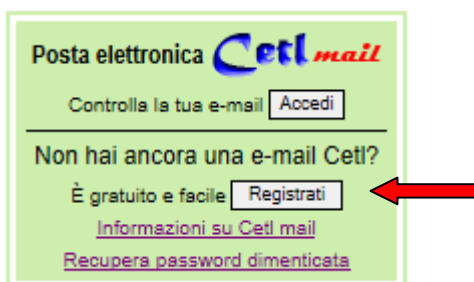 Posta elettronica Cetl mail
Controlla la tua e-mail Accedi
Non hai ancora una e-mail Cetl?
È gratuito e facile Registrati
Informazioni su Cetl mail
Recupera password dimenticata